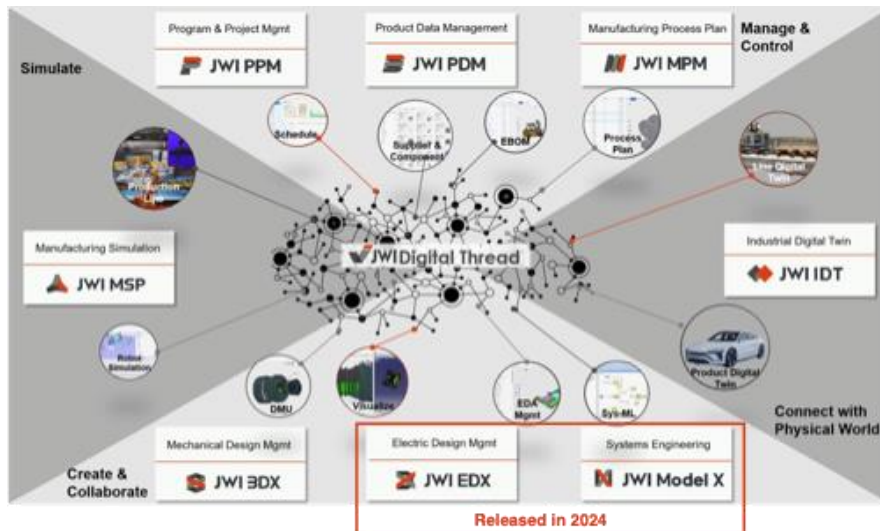 Program & Project Mgmt
JWI PPM
Product Data Management
JWI PDM
Manufacturing Process Plan
JWI MPM
Manage &
Control
Simulate
Schedule
Supplier &
Component
EBOM
Process
Plan
Production
Line
Line Digital
Twin
Manufacturing Simulation
JWI MSP
JWI Digital Thread
Industrial Digital Twin
JWI IDT
Robot
Simulation
DMU
Visualize
EDA
Mgmt
Sys-ML
Product Digital
Twin
Connect with
Physical World
Create &
Collaborate
Mechanical Design Mgmt
JWI 3DX
Electric Design Mgmt
JWI EDX
Systems Engineering
JWI Model X
Released in 2024